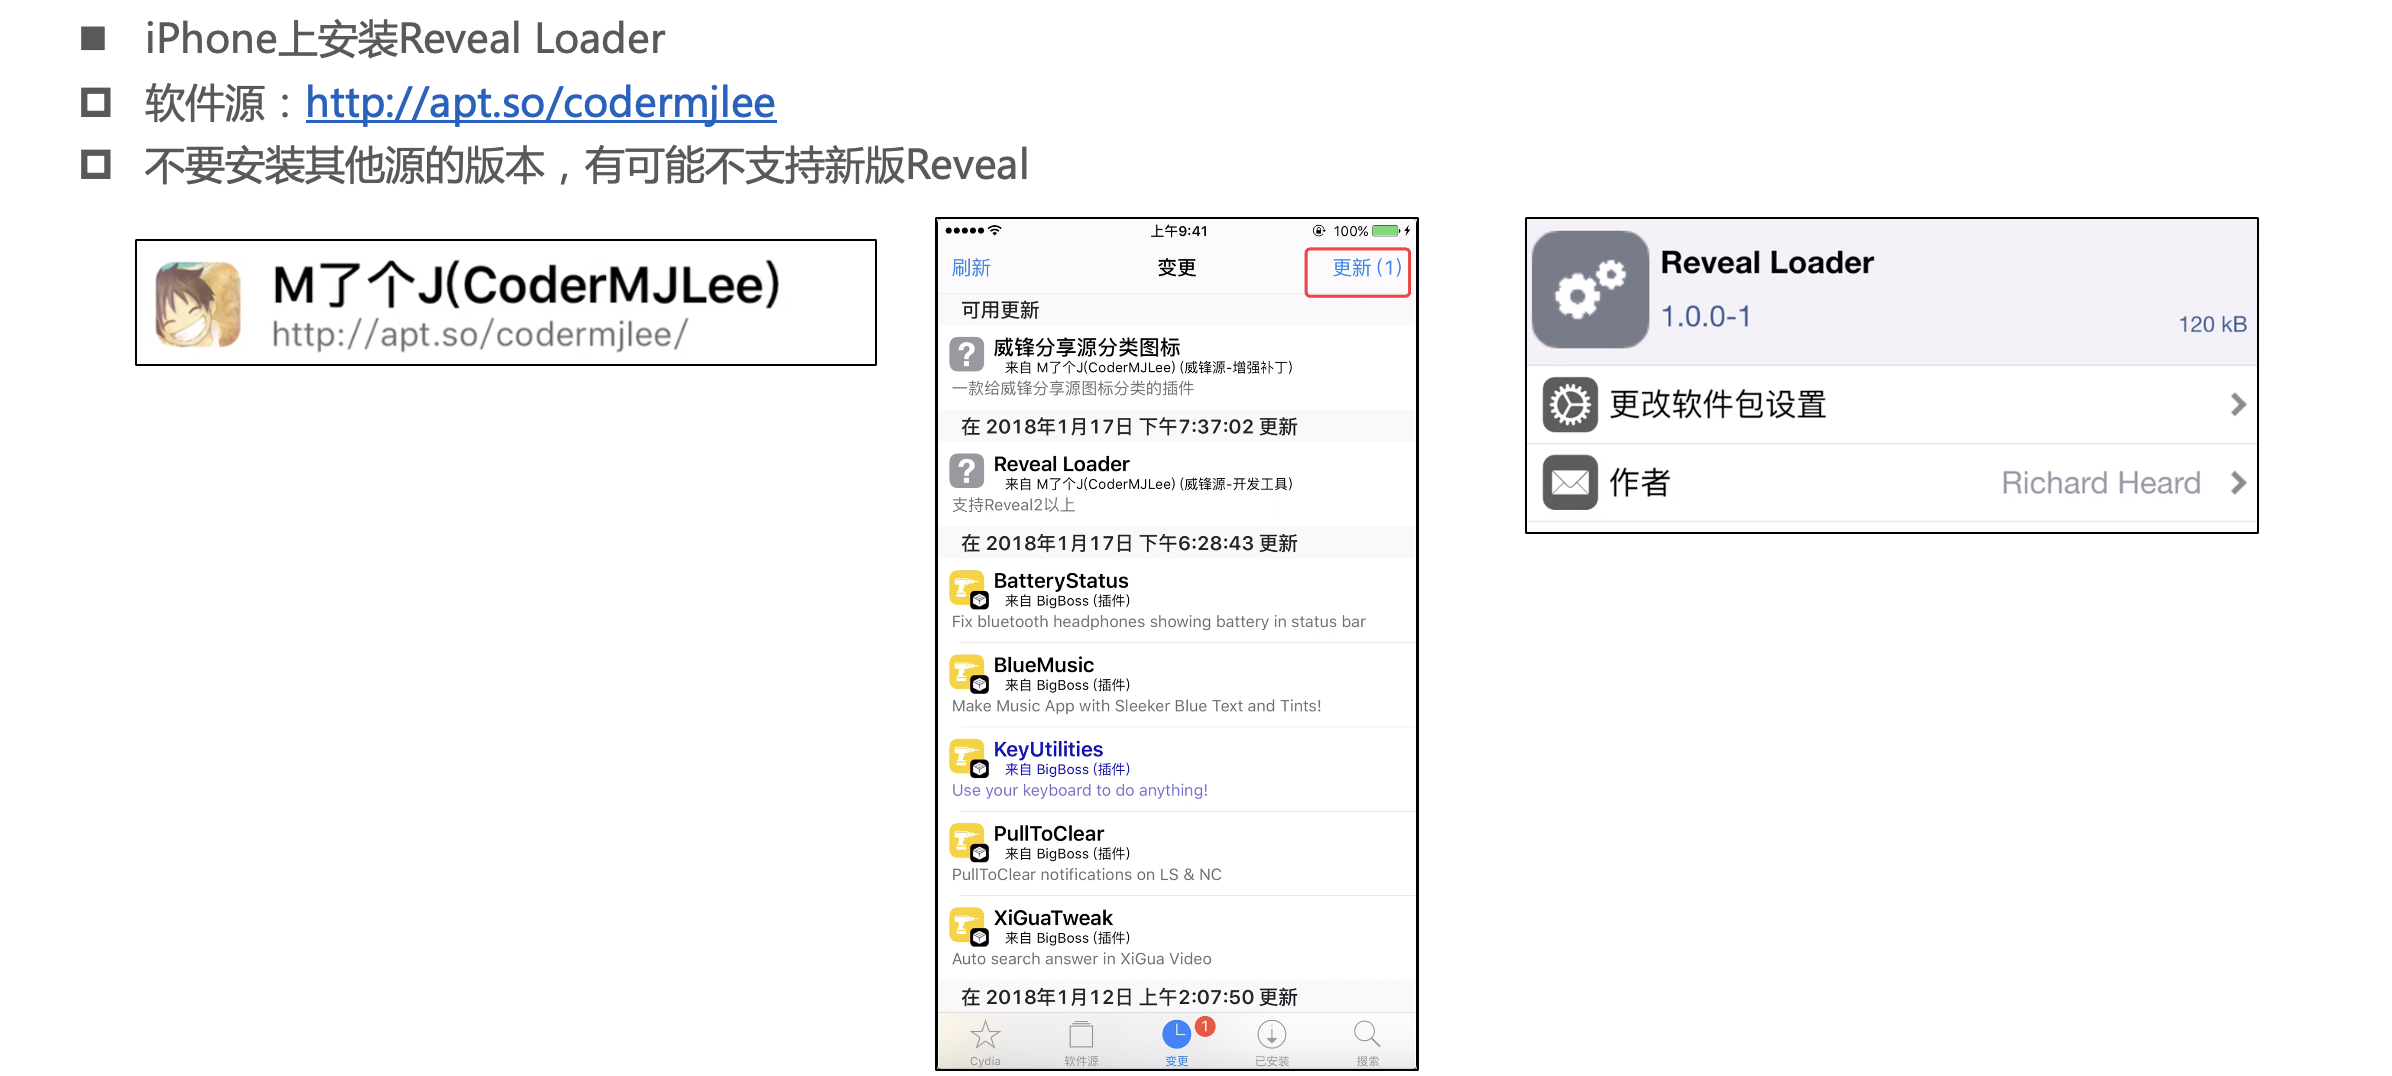 iPhone上安装Reveal Loader
软件源：http://apt.so/codermjlee
不要安装其他源的版本，有可能不支持新版Reveal
M了个J(CoderMJLee)
http://apt.so/codermjlee/
上午9:41
100%
刷新
变更
更新 (1)
可用更新
威锋分享源分类图标
来自 M了个J(CoderMJLee) (威锋源-增强补丁)
一款给威锋分享源图标分类的插件
在 2018年1月17日 下午7:37:02 更新
Reveal Loader
来自 M了个J(CoderMJLee) (威锋源-开发工具)
支持Reveal2以上
在 2018年1月17日 下午6:28:43 更新
BatteryStatus
来自 BigBoss (插件)
Fix bluetooth headphones showing battery in status bar
BlueMusic
来自 BigBoss (插件)
Make Music App with Sleeker Blue Text and Tints!
KeyUtilities
来自 BigBoss (插件)
Use your keyboard to do anything!
PullToClear
来自 BigBoss (插件)
PullToClear notifications on LS & NC
XiGuaTweak
来自 BigBoss (插件)
Auto search answer in XiGua Video
在 2018年1月12日 上午2:07:50 更新
Cydia
软件源
1
变更
已安装
搜索
Reveal Loader
1.0.0-1
120 kB
更改软件包设置
作者
Richard Heard